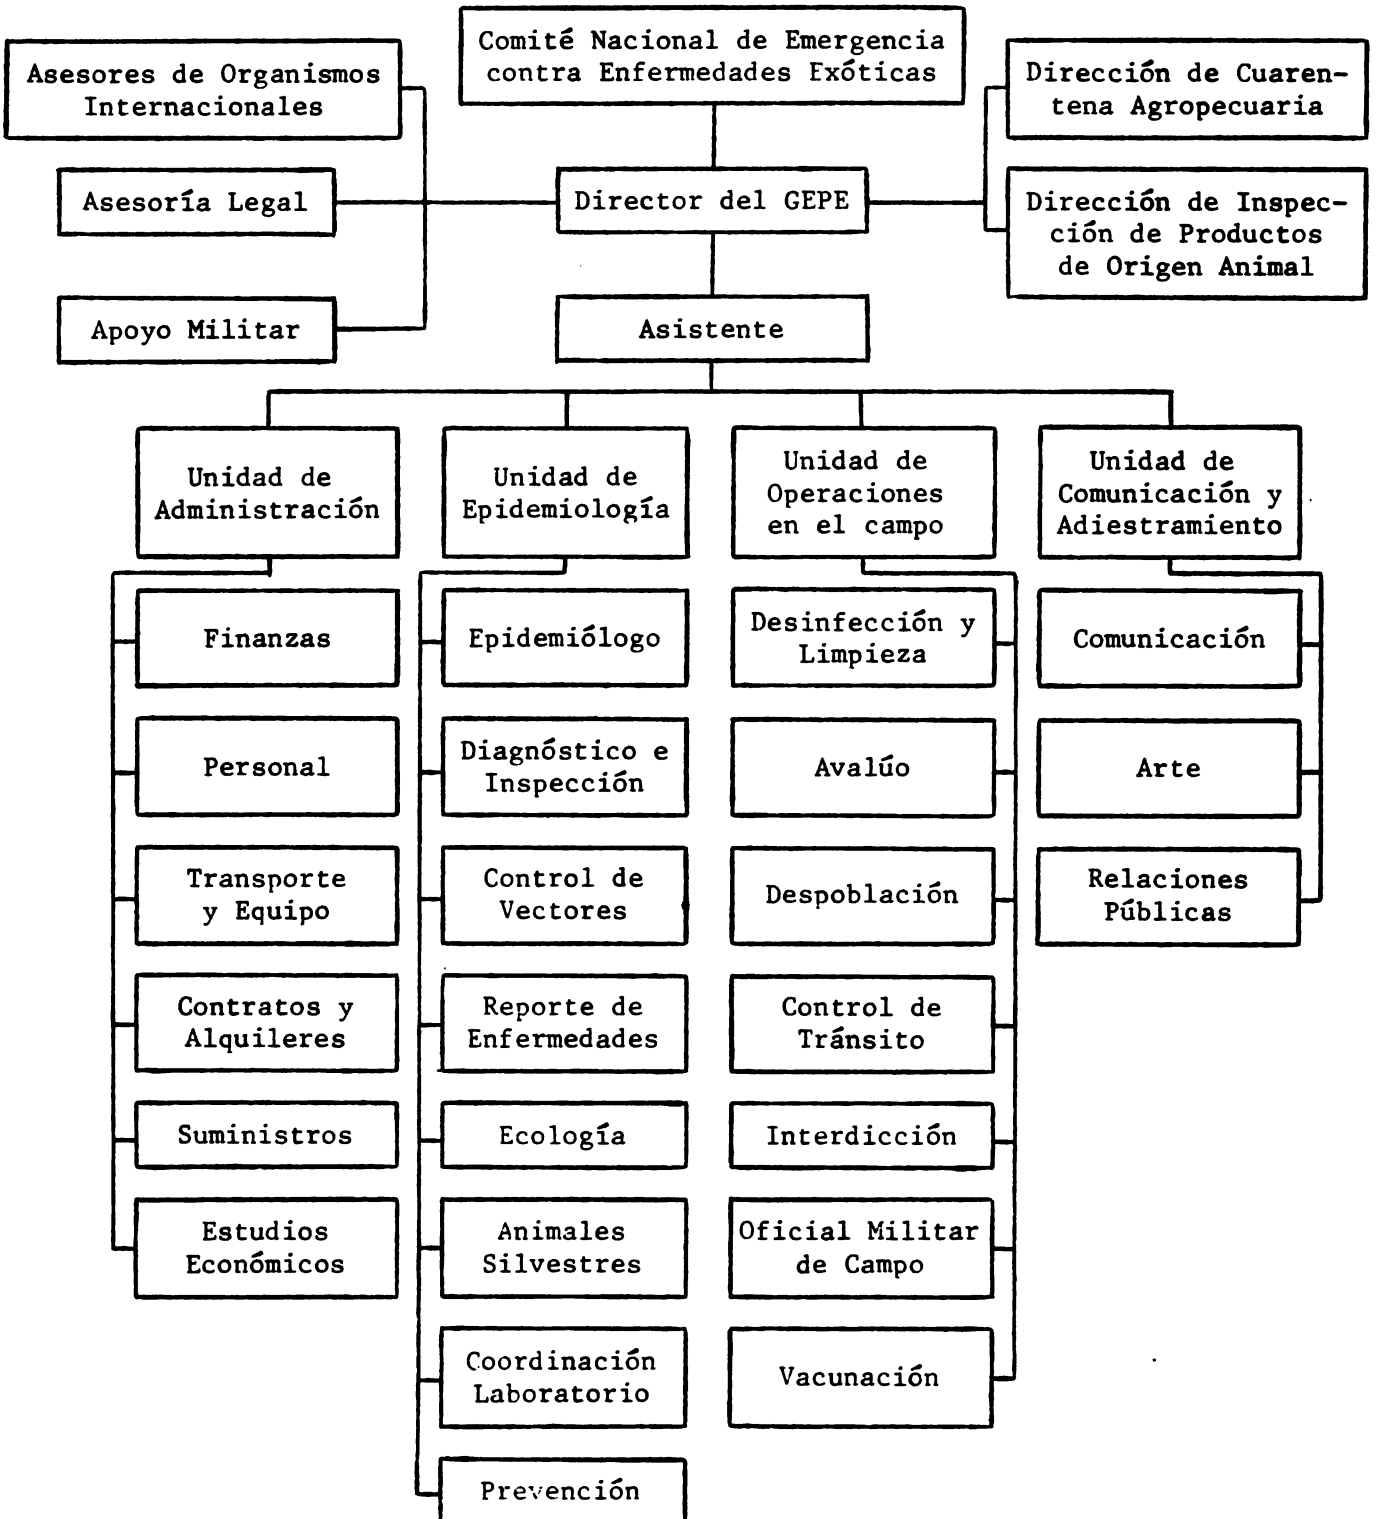 Comité Nacional de Emergencia
contra Enfermedades Exóticas
Asesores de Organismos
Internacionales
Dirección de Cuaren-
tena Agropecuaria
Asesoría Legal
Director del GEPE
Dirección de Inspec-
ción de Productos
de Origen Animal
Apoyo Militar
Asistente
Unidad de
Administración
Unidad de
Epidemiología
Unidad de
Operaciones
en el campo
Unidad de
Comunicación y
Adiestramiento
Finanzas
Personal
Transporte
y Equipo
Contratos y
Alquileres
Suministros
Estudios
Económicos
Epidemiólogo
Diagnóstico e
Inspección
Control de
Vectores
Reporte de
Enfermedades
Ecología
Animales
Silvestres
Coordinación
Laboratorio
Prevención
Desinfección y
Limpieza
Avalúo
Despoblación
Control de
Tránsito
Interdicción
Oficial Militar
de Campo
Vacunación
Comunicación
Arte
Relaciones
Públicas